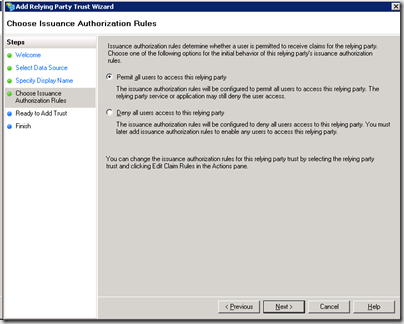 Add Relying Party Trust Wizard
Choose Issuance Authorization Rules
Steps
Welcome
Select Data Source
Specify Display Name
Choose Issuance
Authorization Rules
Ready to Add Trust
Finish
Issuance authorization rules determine whether a user is permitted to receive claims for the relying party.
Choose one of the following options for the initial behavior of this relying party's issuance authorization
rules.
Permit all users to access this relying party
The issuance authorization rules will be configured to permit all users to access this relying party. The
relying party service or application may still deny the user access.
Deny all users access to this relying party
The issuance authorization rules will be configured to deny all users access to this relying party. You must
later add issuance authorization rules to enable any users to access this relying party.
You can change the issuance authorization rules for this relying party trust by selecting the relying party
trust and clicking Edit Claim Rules in the Actions pane.
< Previous
Next >
Cancel
Help